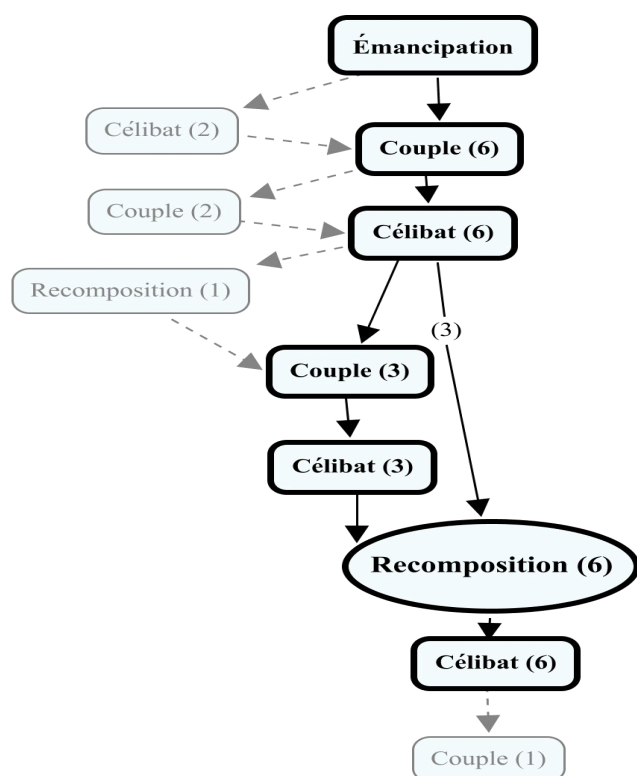 Émancipation
Célibat (2)
Couple (6)
Couple (2)
Célibat (6)
Recomposition (1)
(3)
Couple (3)
Célibat (3)
Recomposition (6)
Célibat (6)
Couple (1)